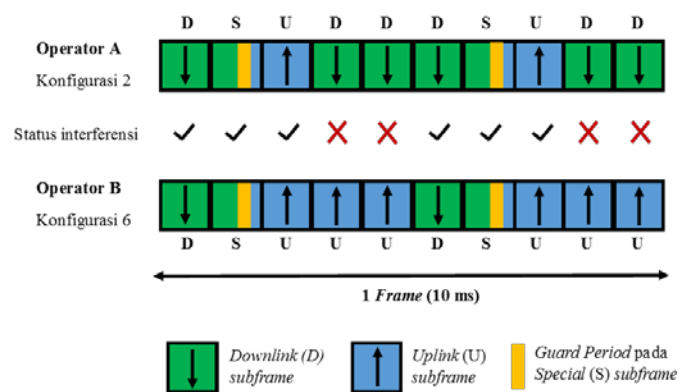 D S U D D D S U D D
Operator A
Konfigurasi 2
Status interferensi
Operator B
Konfigurasi 6
D S U U U D S U U U
1 Frame (10 ms)
Downlink (D)
subframe
Uplink (U)
subframe
Guard Period pada
Special (S) subframe